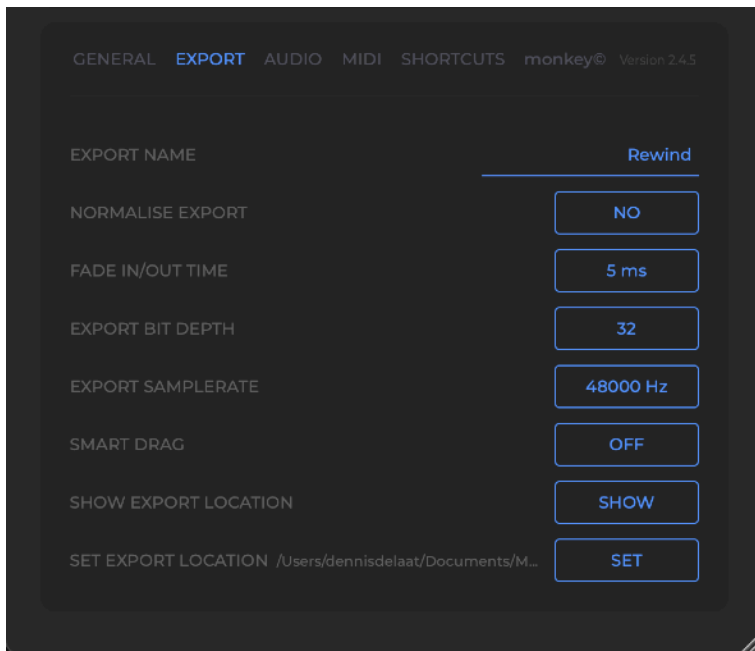 GENERAL EXPORT AUDIO MIDI SHORTCUTS monkey© Version 2.4.5
EXPORT NAME Rewind
NORMALISE EXPORT NO
FADE IN/OUT TIME 5 ms
EXPORT BIT DEPTH 32
EXPORT SAMPLERATE 48000 Hz
SMART DRAG OFF
SHOW EXPORT LOCATION SHOW
SET EXPORT LOCATION /Users/dennisdelaat/Documents/M... SET